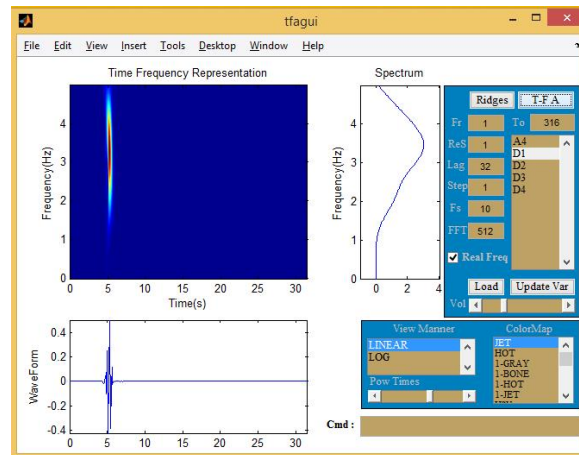 tfagui
File Edit View Insert Tools Desktop Window Help
Time Frequency Representation
Frequency(Hz)
4
3
2
1
0
0 5 10 15 20 25 30
Time(s)
Spectrum
Frequency(Hz)
4
3
2
1
0
0 2 4
Ridges T-F A
Fr 1 To 316
ReS 1
Lag 32
Step 1
Fs 10
FFT 512
A4
D1
D2
D3
D4
Real Freq
Load Update Var
Vol
WaveForm
0.4
0.2
0
-0.2
-0.4
0 5 10 15 20 25 30
View Manner
LINEAR
LOG
Pow Times
ColorMap
JET
HOT
1-GRAY
1-BONE
1-HOT
1-JET
Cmd :